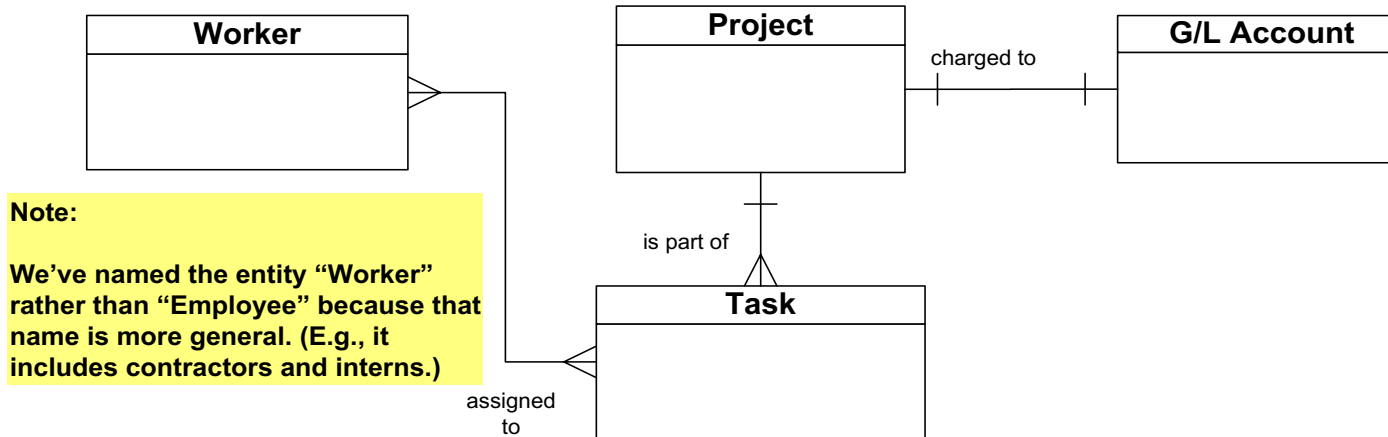 Worker
Project
G/L Account
charged to
Note:
We’ve named the entity “Worker”
rather than “Employee” because that
name is more general. (E.g., it
includes contractors and interns.)
is part of
Task
assigned
to